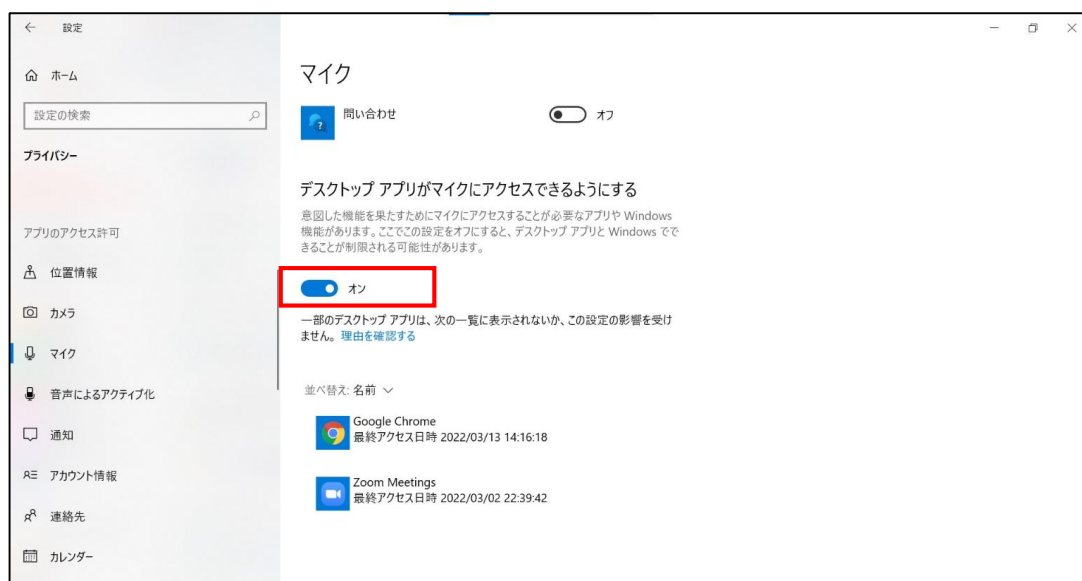 設定
ホーム
設定の検索
プライバシー
アプリのアクセス許可
位置情報
カメラ
マイク
音声によるアクティブ化
通知
アカウント情報
連絡先
カレンダー
マイク
問い合わせ
オフ
デスクトップ アプリがマイクにアクセスできるようにする
意図した機能を果たすためにマイクにアクセスすることが必要なアプリや Windows
機能があります。ここでこの設定をオフにすると、デスクトップ アプリと Windows でで
きることが制限される可能性があります。
オン
一部のデスクトップ アプリは、次の一覧に表示されないか、この設定の影響を受け
ません。 理由を確認する
並べ替え: 名前
Google Chrome
最終アクセス日時 2022/03/13 14:16:18
Zoom Meetings
最終アクセス日時 2022/03/02 22:39:42